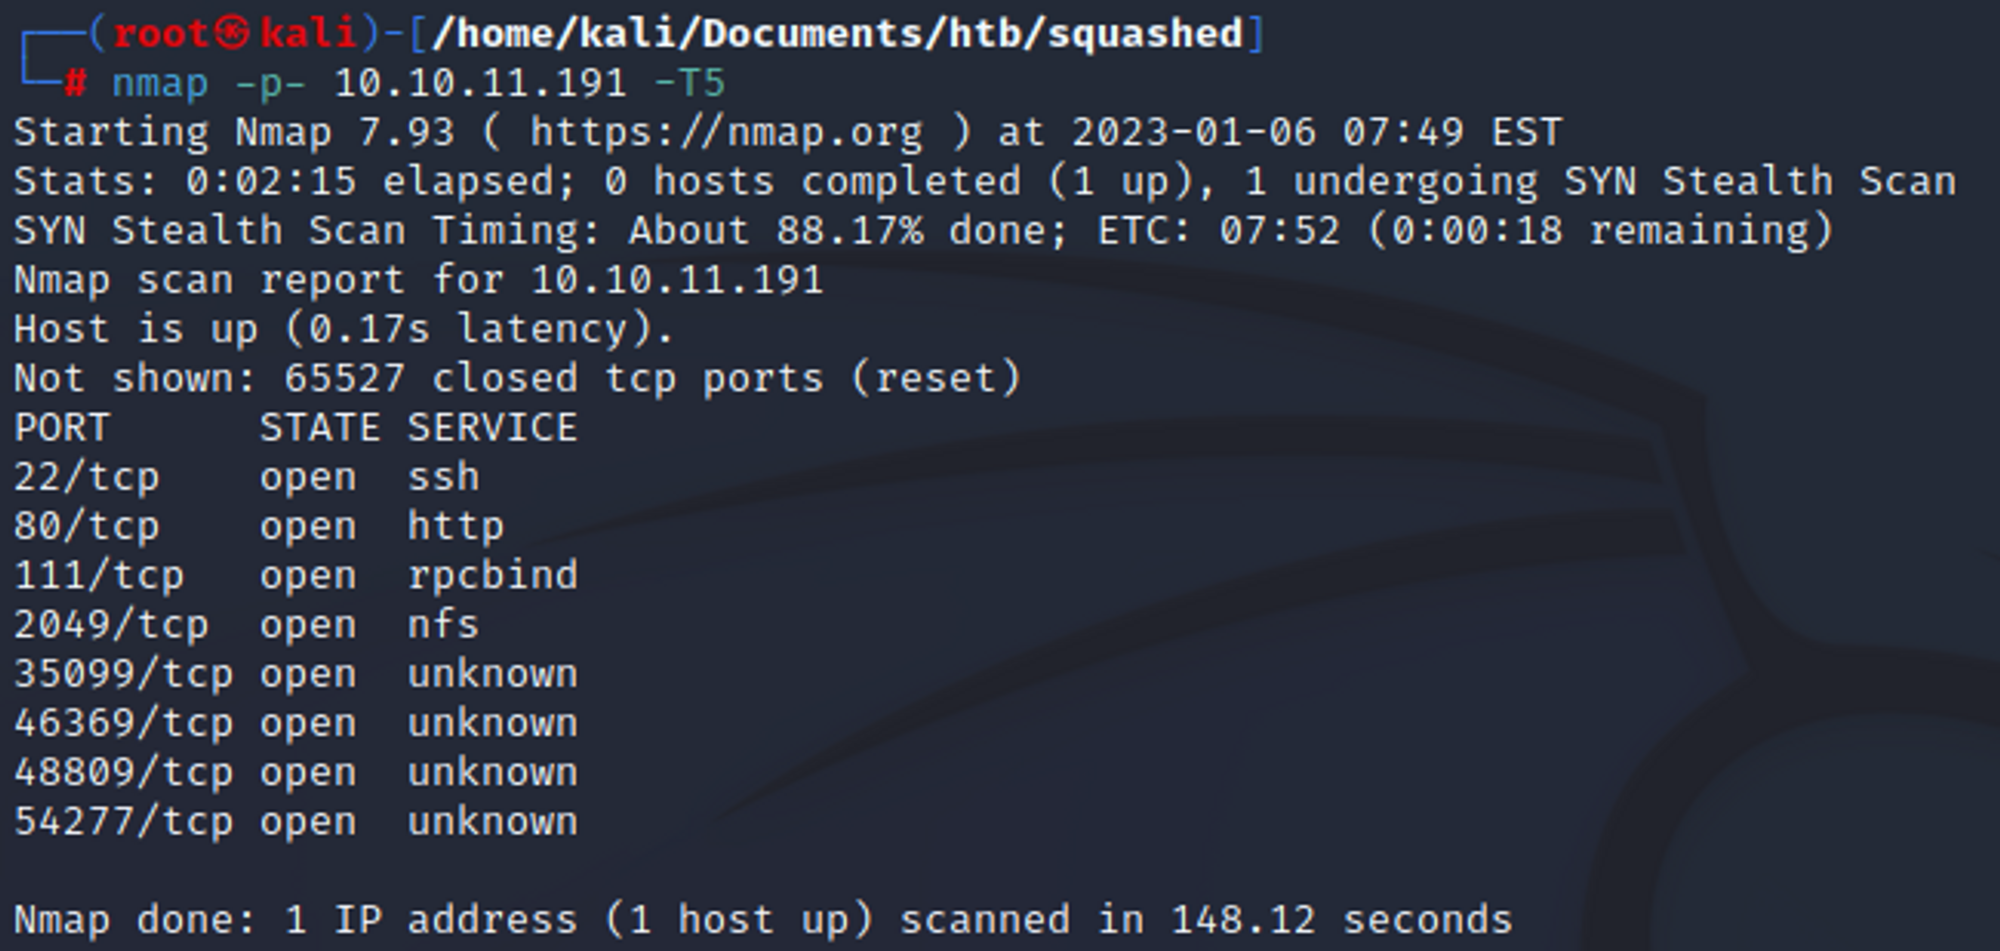 ┌──(root㉿kali)-[/home/kali/Documents/htb/squashed]
└─# nmap -p- 10.10.11.191 -T5
Starting Nmap 7.93 ( https://nmap.org ) at 2023-01-06 07:49 EST
Stats: 0:02:15 elapsed; 0 hosts completed (1 up), 1 undergoing SYN Stealth Scan
SYN Stealth Scan Timing: About 88.17% done; ETC: 07:52 (0:00:18 remaining)
Nmap scan report for 10.10.11.191
Host is up (0.17s latency).
Not shown: 65527 closed tcp ports (reset)
PORT      STATE SERVICE
22/tcp    open  ssh
80/tcp    open  http
111/tcp   open  rpcbind
2049/tcp  open  nfs
35099/tcp open  unknown
46369/tcp open  unknown
48809/tcp open  unknown
54277/tcp open  unknown
Nmap done: 1 IP address (1 host up) scanned in 148.12 seconds